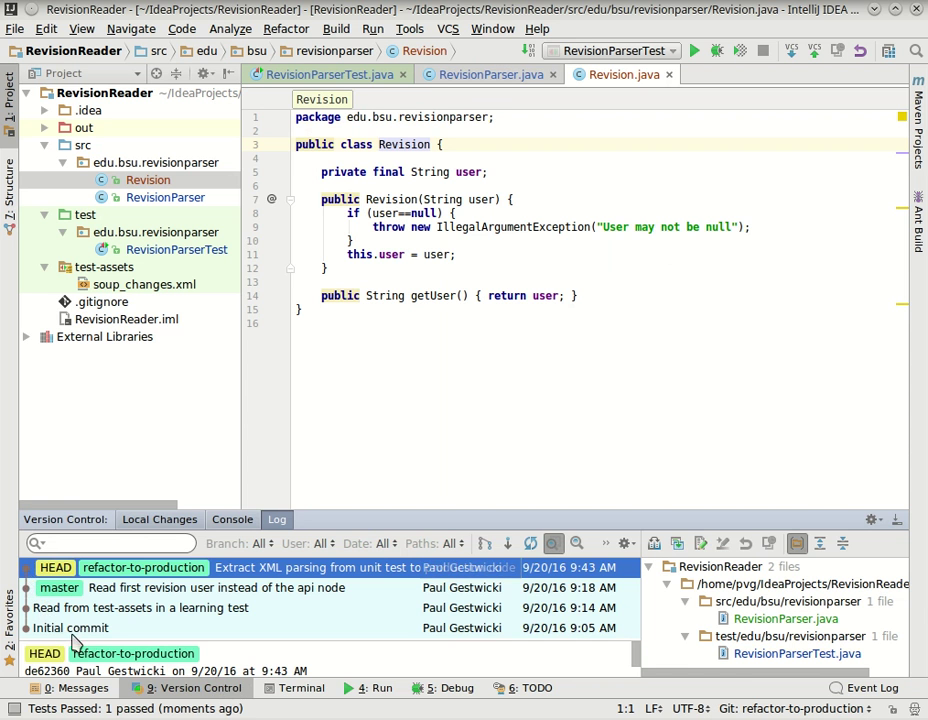 RevisionReader - [~/IdeaProjects/RevisionReader] - [RevisionReader] - ~/IdeaProjects/RevisionReader/src/edu/bsu/revisionparser/Revision.java - IntelliJ IDEA ...
File Edit View Navigate Code Analyze Refactor Build Run Tools VCS Window Help
RevisionReader src edu bsu revisionparser Revision RevisionParserTest VCS VCS
1: Project
7: Structure
2: Favorites
Project
RevisionParserTest.java RevisionParser.java Revision.java
RevisionReader ~/IdeaProjects/
.idea
out
src
edu.bsu.revisionparser
Revision
RevisionParser
test
edu.bsu.revisionparser
RevisionParserTest
test-assets
soup_changes.xml
.gitignore
RevisionReader.iml
External Libraries
Revision
1 package edu.bsu.revisionparser;
2
3 public class Revision {
4
5 private final String user;
6
7 @ public Revision(String user) {
8 if (user==null) {
9 throw new IllegalArgumentException("User may not be null");
10 }
11 this.user = user;
12 }
13
14 public String getUser() { return user; }
15 }
16
Maven Projects
Ant Build
Version Control: Local Changes Console Log
Branch: All User: All Date: All Paths: All
HEAD refactor-to-production Extract XML parsing from unit test to 9/20/16 9:43 AM
master Read first revision user instead of the api node Paul Gestwicki 9/20/16 9:18 AM
Read from test-assets in a learning test Paul Gestwicki 9/20/16 9:14 AM
Initial commit Paul Gestwicki 9/20/16 9:05 AM
HEAD refactor-to-production
de62360 Paul Gestwicki on 9/20/16 at 9:43 AM
RevisionReader 2 files
/home/pvg/IdeaProjects/RevisionReade
src/edu/bsu/revisionparser 1 file
RevisionParser.java
test/edu/bsu/revisionparser 1 file
RevisionParserTest.java
0: Messages 9: Version Control Terminal 4: Run 5: Debug 6: TODO Event Log
Tests Passed: 1 passed (moments ago) 1:1 LF UTF-8 Git: refactor-to-production